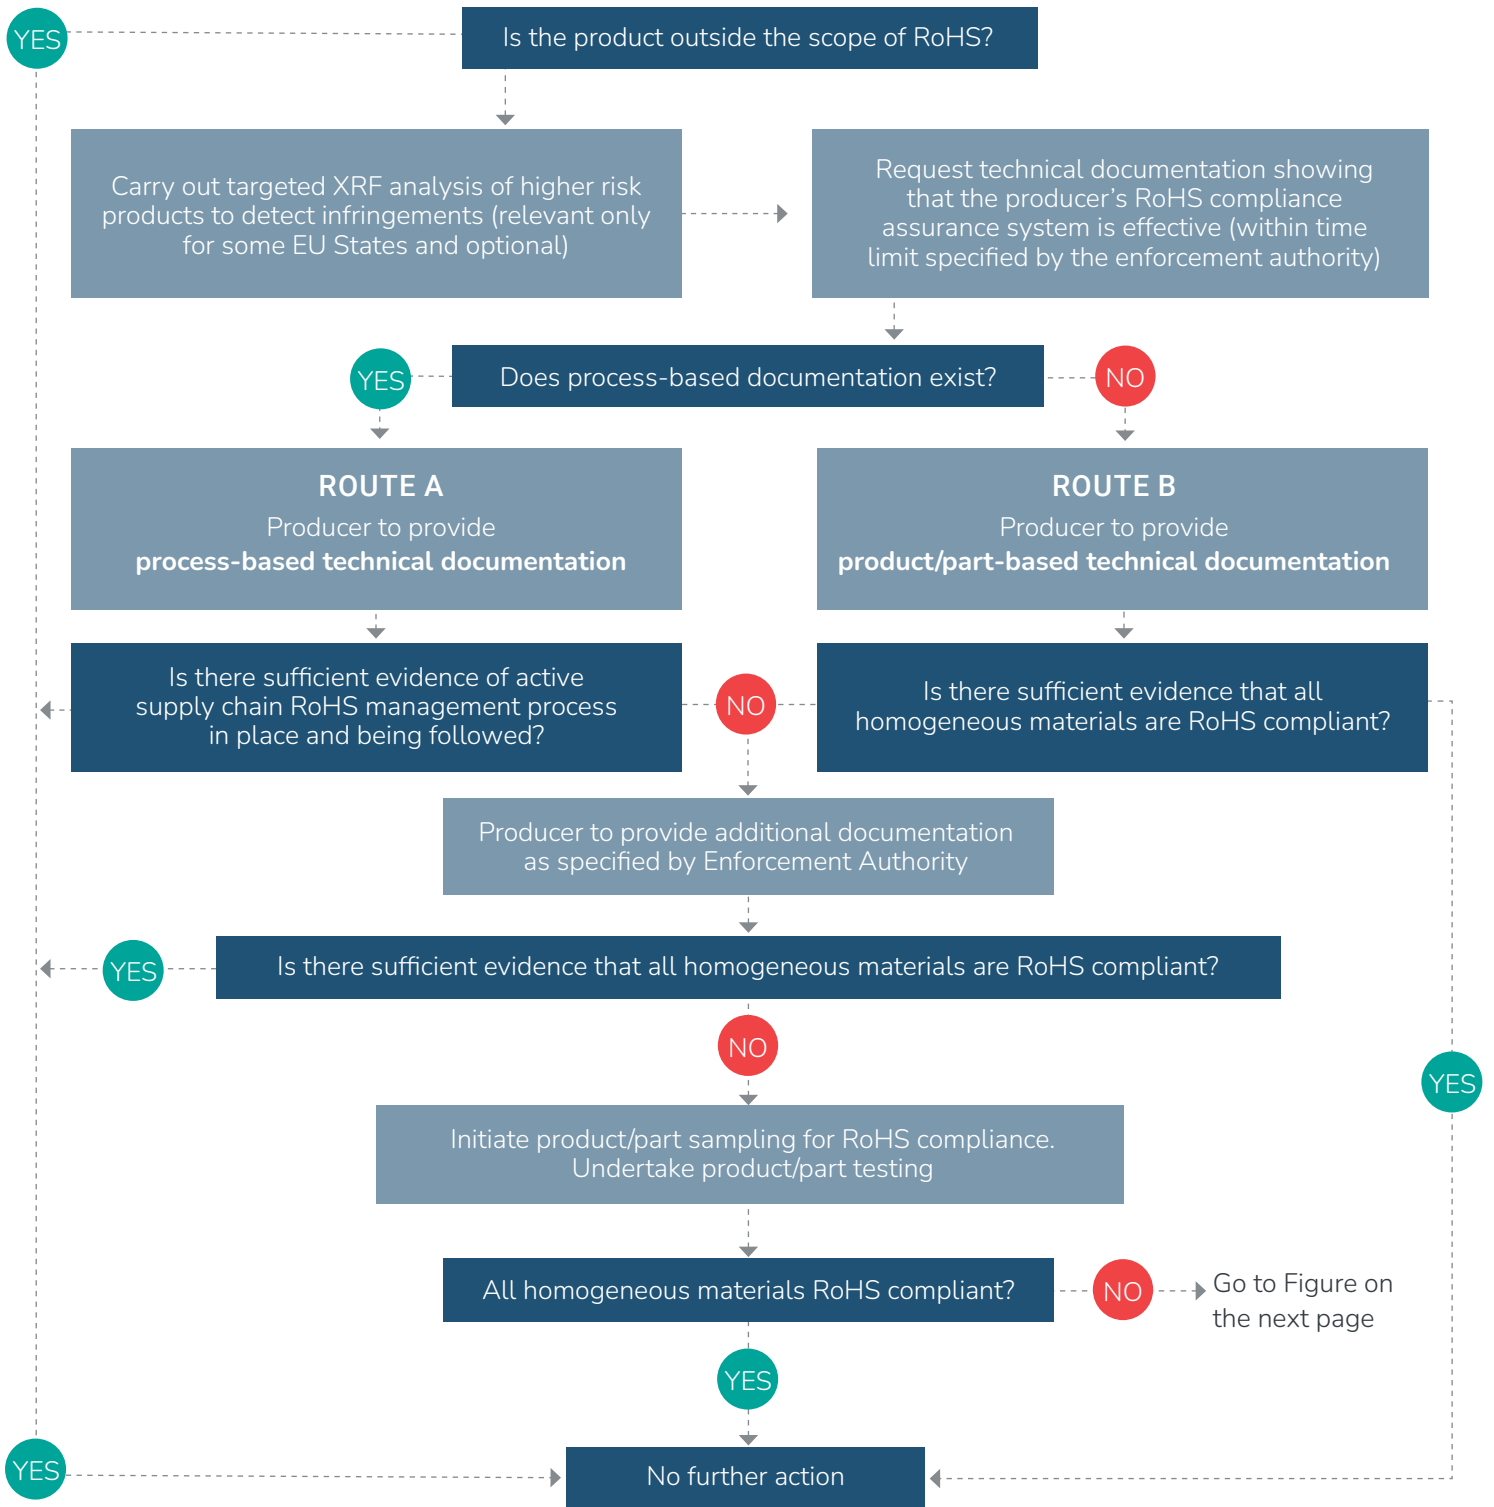 YES
Is the product outside the scope of RoHS?
Carry out targeted XRF analysis of higher risk
products to detect infringements (relevant only
for some EU States and optional)
Request technical documentation showing
that the producer’s RoHS compliance
assurance system is effective (within time
limit specified by the enforcement authority)
YES
Does process-based documentation exist?
NO
ROUTE A
Producer to provide
process-based technical documentation
ROUTE B
Producer to provide
product/part-based technical documentation
Is there sufficient evidence of active
supply chain RoHS management process
in place and being followed?
NO
Is there sufficient evidence that all
homogeneous materials are RoHS compliant?
Producer to provide additional documentation
as specified by Enforcement Authority
YES
Is there sufficient evidence that all homogeneous materials are RoHS compliant?
NO
YES
Initiate product/part sampling for RoHS compliance.
Undertake product/part testing
All homogeneous materials RoHS compliant?
NO
Go to Figure on
the next page
YES
YES
No further action